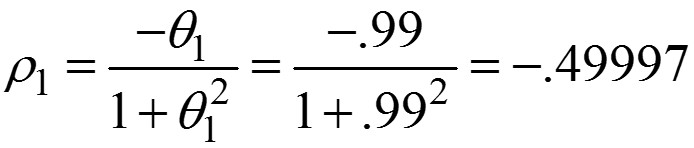 ρ₁ = −θ₁ / (1 + θ₁²) = −.99 / (1 + .99²) = −.49997